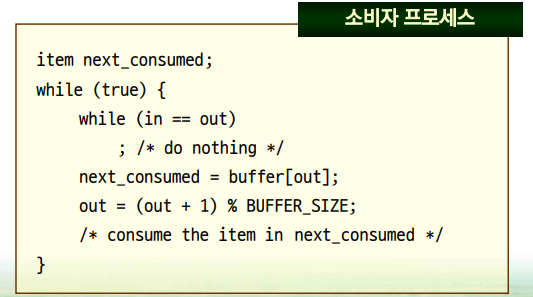 소비자 프로세스
item next_consumed;
while (true) {
while (in == out)
; /* do nothing */
next_consumed = buffer[out];
out = (out + 1) % BUFFER_SIZE;
/* consume the item in next_consumed */
}